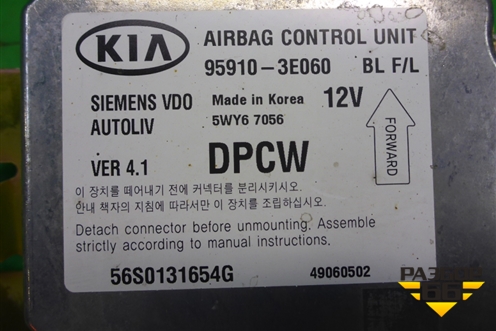 KIA
AIRBAG CONTROL UNIT
95910-3E060 BL F/L
SIEMENS VDO Made in Korea 12V
AUTOLIV 5WY6 7056
FORWARD
VER 4.1 DPCW
이 장치를 떼어내기 전에 커넥터를 분리시키시오.
안내 책자의 지침에 따라서만 이 장치를 조립하십시오.
Detach connector before unmounting. Assemble
strictly according to manual instructions.
56S0131654G 49060502
РАЗБОР
66